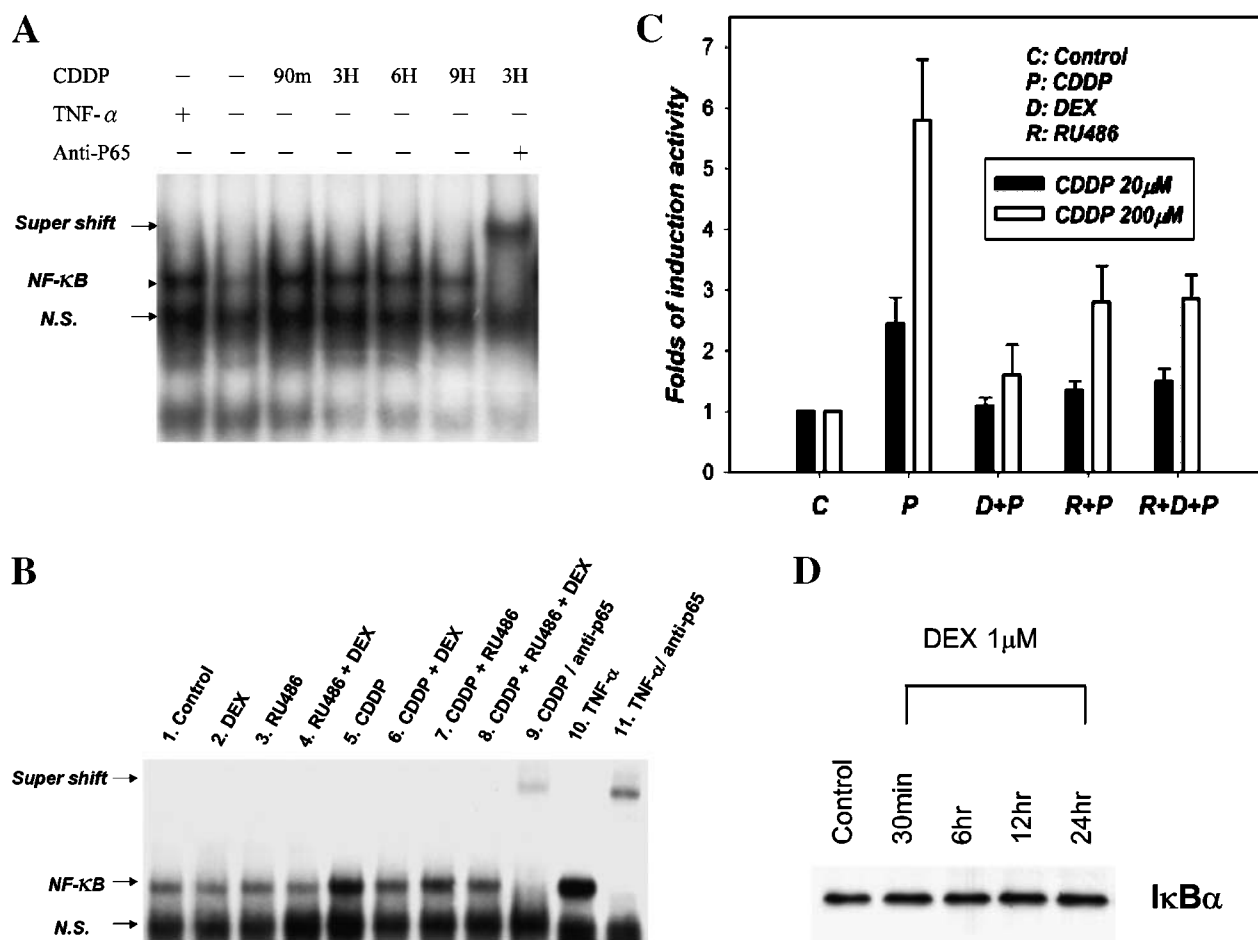 A
CDDP – – 90m 3H 6H 9H 3H
TNF-α + – – – – – –
Anti-P65 – – – – – – +
Super shift
NF-κB
N.S.
C
7
6
5
4
3
2
1
0
Folds of induction activity
C: Control
P: CDDP
D: DEX
R: RU486
CDDP 20μM
CDDP 200μM
C P D+P R+P R+D+P
B
1. Control
2. DEX
3. RU486
4. RU486 + DEX
5. CDDP
6. CDDP + DEX
7. CDDP + RU486
8. CDDP + RU486 + DEX
9. CDDP / anti-p65
10. TNF-α
11. TNF-α/ anti-p65
Super shift
NF-κB
N.S.
D
DEX 1μM
Control
30min
6hr
12hr
24hr
IκBα